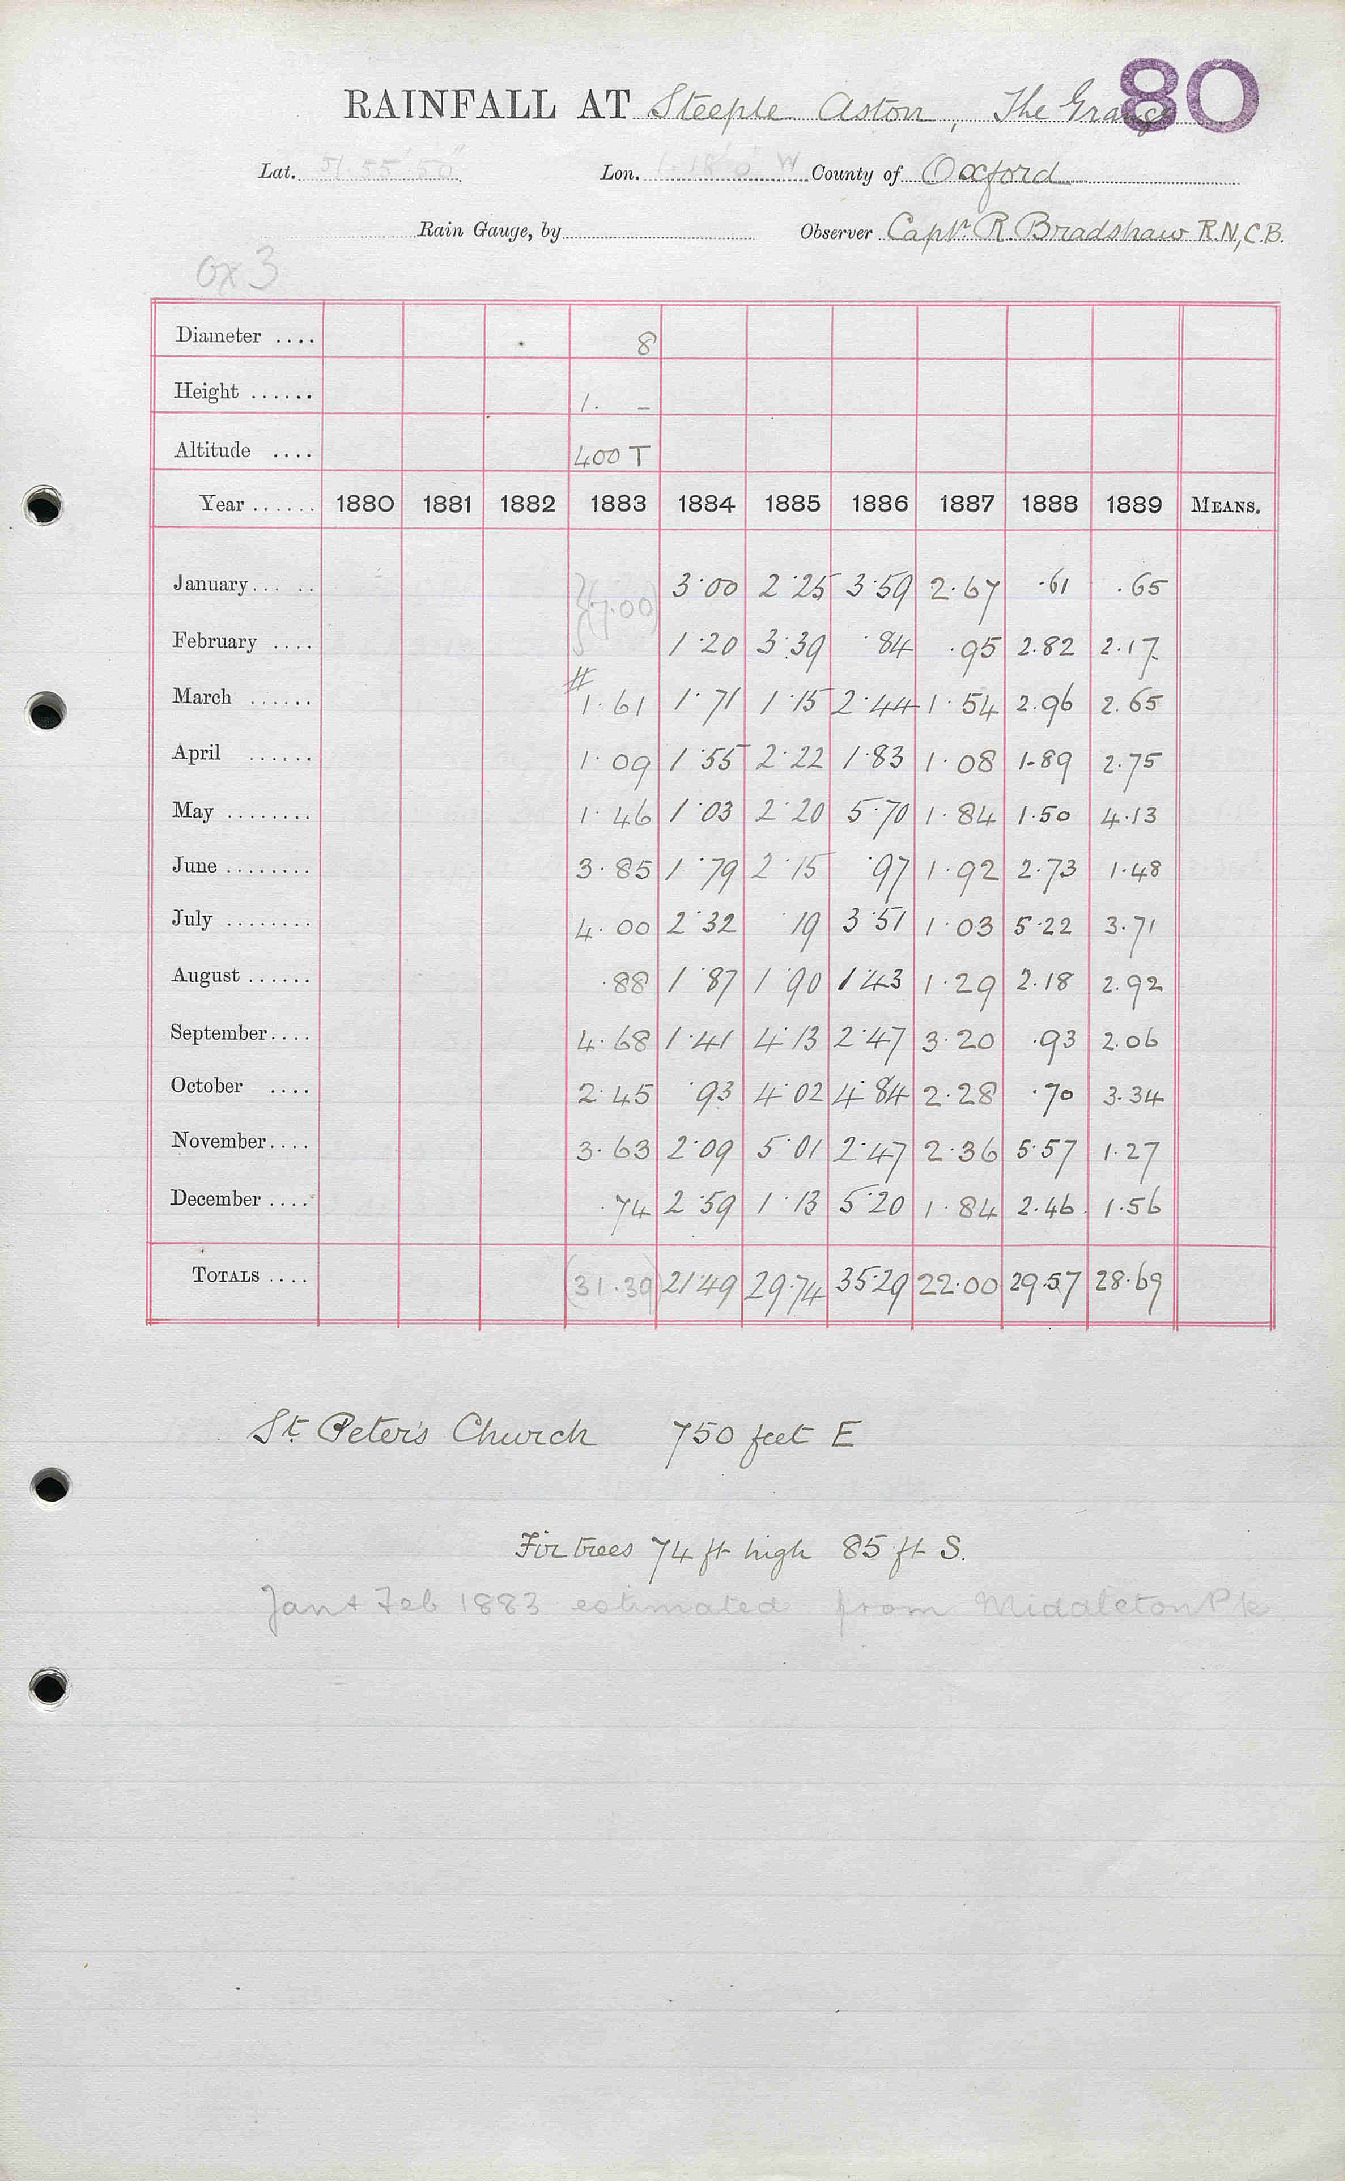 80
RAINFALL AT Steeple Aston, The Grange
Lat. 51 55' 50" Lon. 1. 18' 0" W County of Oxford
Rain Gauge, by Observer Capt. R Bradshaw R.N, C.B.
Ox 3
Diameter .... 8
Height ...... 1. –
Altitude .... 400 T
Year ...... 1880 1881 1882 1883 1884 1885 1886 1887 1888 1889 MEANS.
January ..... 3·00 2·25 3·59 2.67 ·61 .65
}(7.00)
February .... 1·20 3·39 ·84 ·95 2.82 2.17
#
March ...... 1.61 1·71 1·15 2·44 1·54 2.96 2.65
April ...... 1·09 1·55 2·22 1·83 1·08 1.89 2.75
May ........ 1·46 1·03 2·20 5·70 1·84 1.50 4.13
June ........ 3·85 1·79 2·15 ·97 1·92 2.73 1.48
July ........ 4·00 2·32 19 3·51 1·03 5·22 3.71
August ...... ·88 1·87 1·90 1·43 1·29 2.18 2.92
September.... 4·68 1·41 4·13 2·47 3·20 ·93 2.06
October .... 2·45 ·93 4·02 4·84 2·28 ·70 3.34
November.... 3·63 2·09 5·01 2·47 2·36 5·57 1.27
December .... ·74 2·59 1·13 5·20 1·84 2.46 1.56
TOTALS .... (31.39) 21·49 29.74 35·29 22·00 29.57 28.69
St. Peter's Church 750 feet E
Fir trees 74 ft high 85 ft S.
Jan & Feb 1883 estimated from Middleton Pk